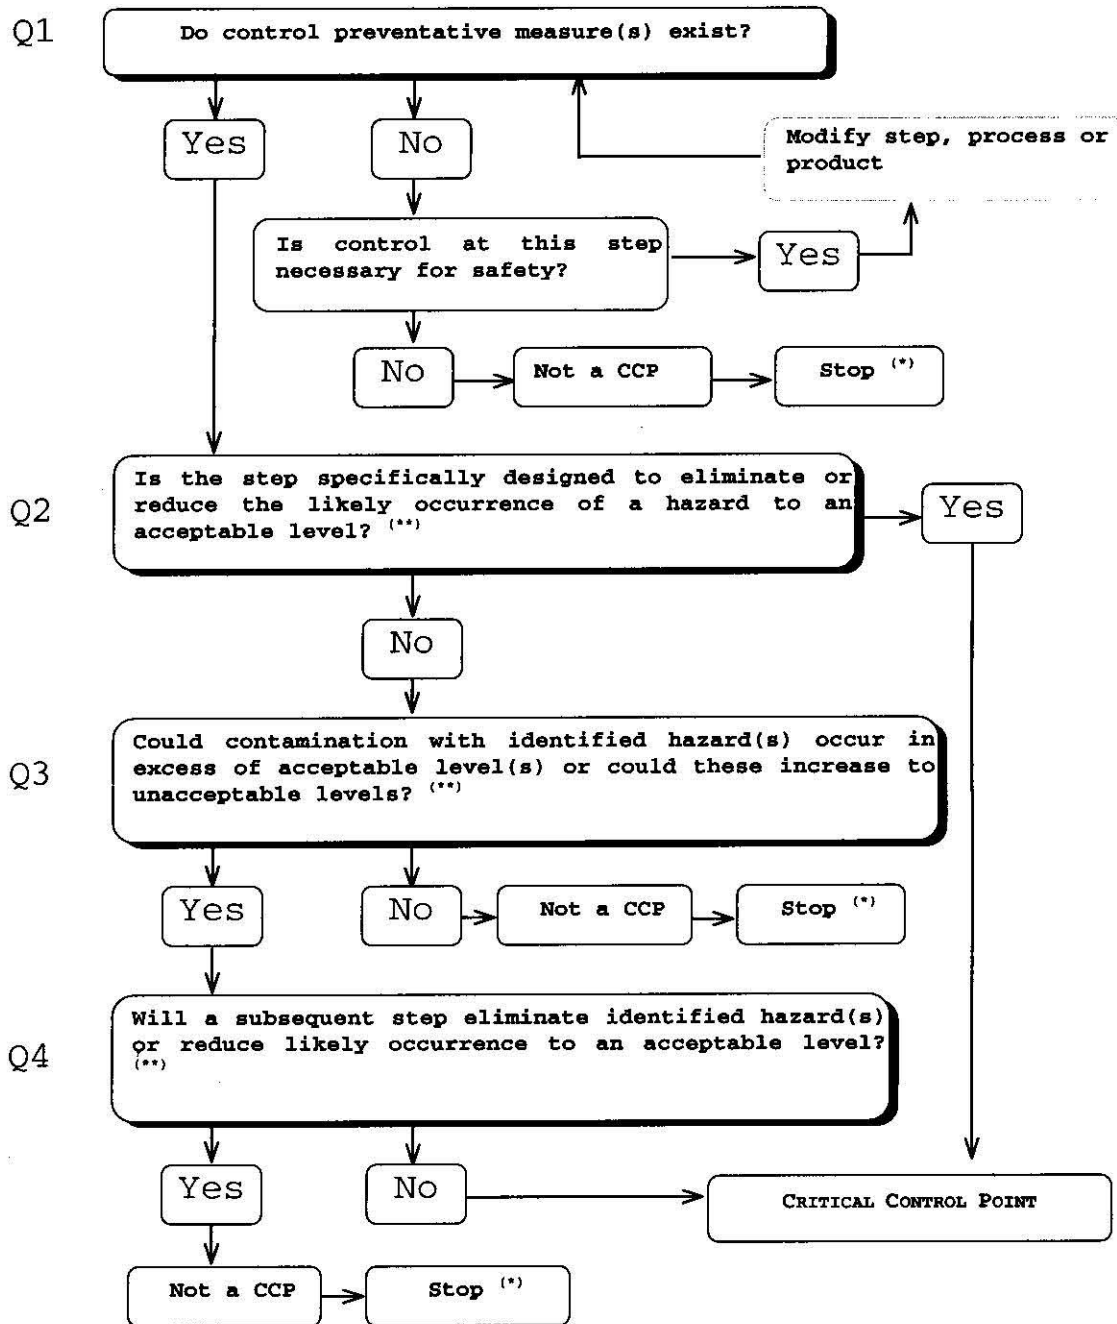 Q1
Do control preventative measure(s) exist?
Yes
No
Modify step, process or
product
Is control at this step
necessary for safety?
Yes
No
Not a CCP
Stop (*)
Q2
Is the step specifically designed to eliminate or
reduce the likely occurrence of a hazard to an
acceptable level? (**)
Yes
No
Q3
Could contamination with identified hazard(s) occur in
excess of acceptable level(s) or could these increase to
unacceptable levels? (**)
Yes
No
Not a CCP
Stop (*)
Q4
Will a subsequent step eliminate identified hazard(s)
or reduce likely occurrence to an acceptable level?
(**)
Yes
No
CRITICAL CONTROL POINT
Not a CCP
Stop (*)